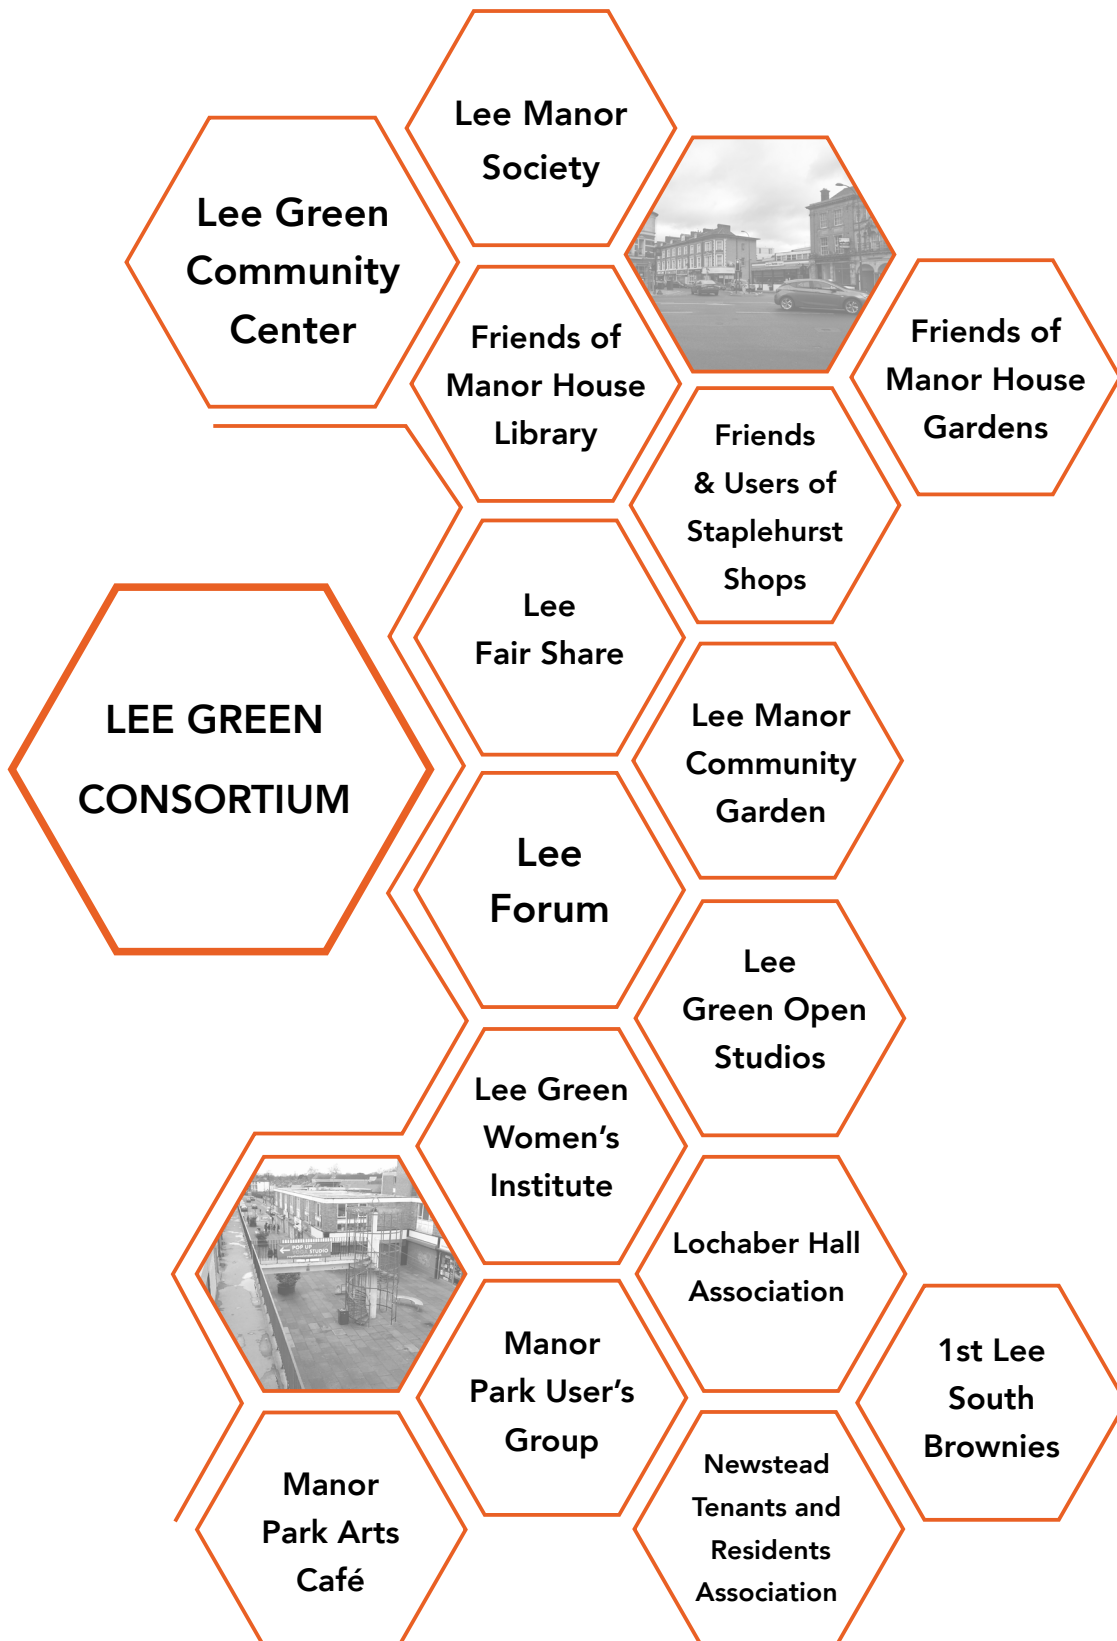 Lee Manor
Society
Lee Green
Community
Center
Friends of
Manor House
Library
Friends of
Manor House
Gardens
Friends
& Users of
Staplehurst
Shops
Lee
Fair Share
LEE GREEN
CONSORTIUM
Lee Manor
Community
Garden
Lee
Forum
Lee
Green Open
Studios
Lee Green
Women’s
Institute
POP UP
STUDIO
Lochaber Hall
Association
Manor
Park User’s
Group
1st Lee
South
Brownies
Manor
Park Arts
Café
Newstead
Tenants and
Residents
Association